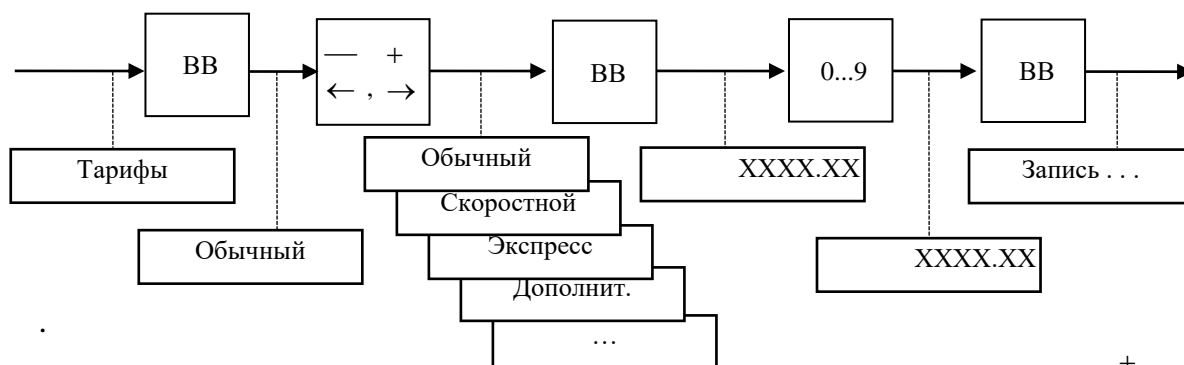 ВВ
— +
← , →
ВВ
0...9
ВВ
Тарифы
Обычный
Обычный
Скоростной
Экспресс
Дополнит.
...
XXXX.XX
XXXX.XX
Запись . . .
.
+